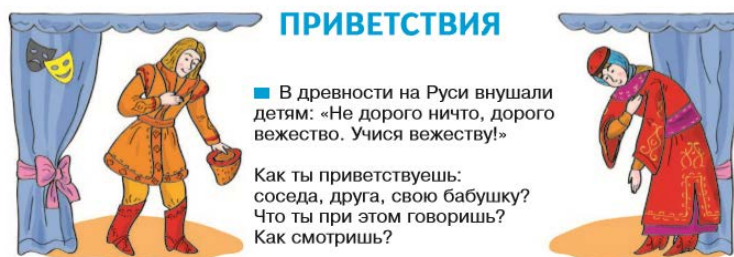 ПРИВЕТСТВИЯ
В древности на Руси внушали
детям: «Не дорого ничто, дорого
вежество. Учися вежеству!»
Как ты приветствуешь:
соседа, друга, свою бабушку?
Что ты при этом говоришь?
Как смотришь?